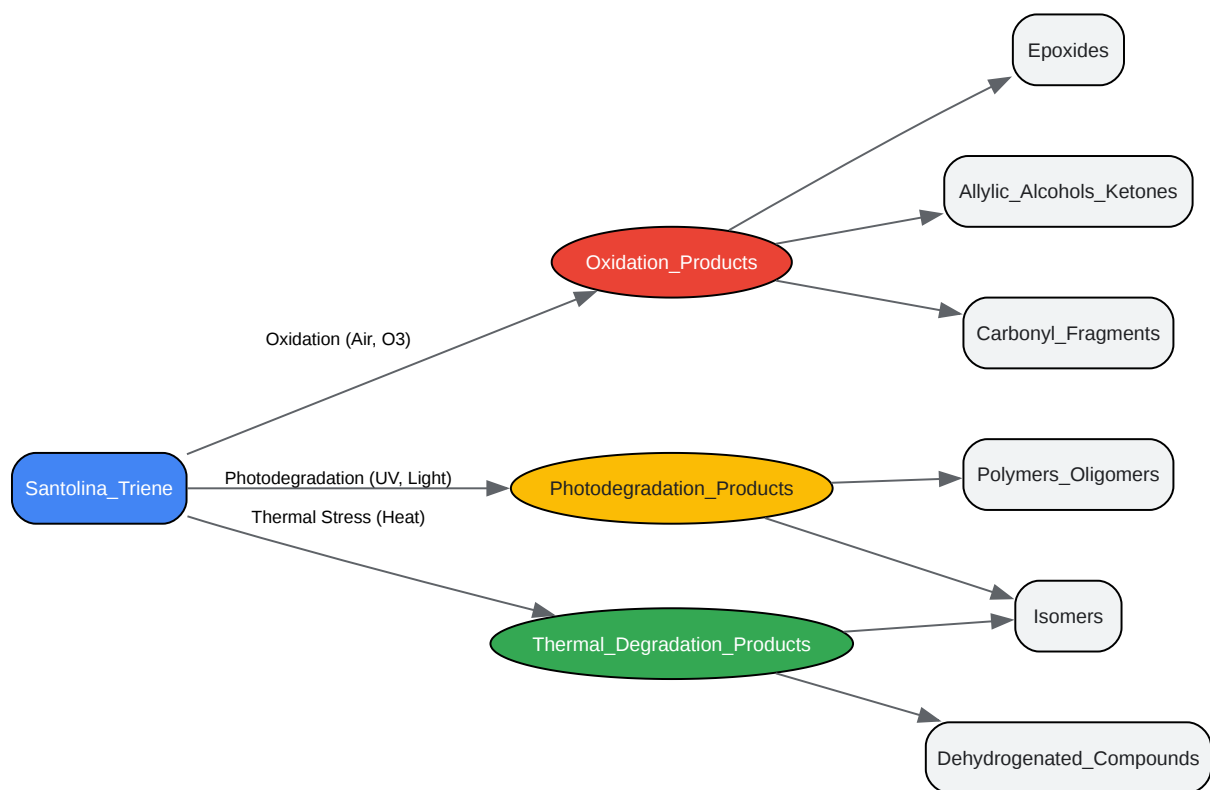 Epoxides
Allylic_Alcohols_Ketones
Oxidation_Products
Carbonyl_Fragments
Oxidation (Air, O3)
Santolina_Triene
Photodegradation (UV, Light)
Photodegradation_Products
Polymers_Oligomers
Thermal Stress (Heat)
Isomers
Thermal_Degradation_Products
Dehydrogenated_Compounds